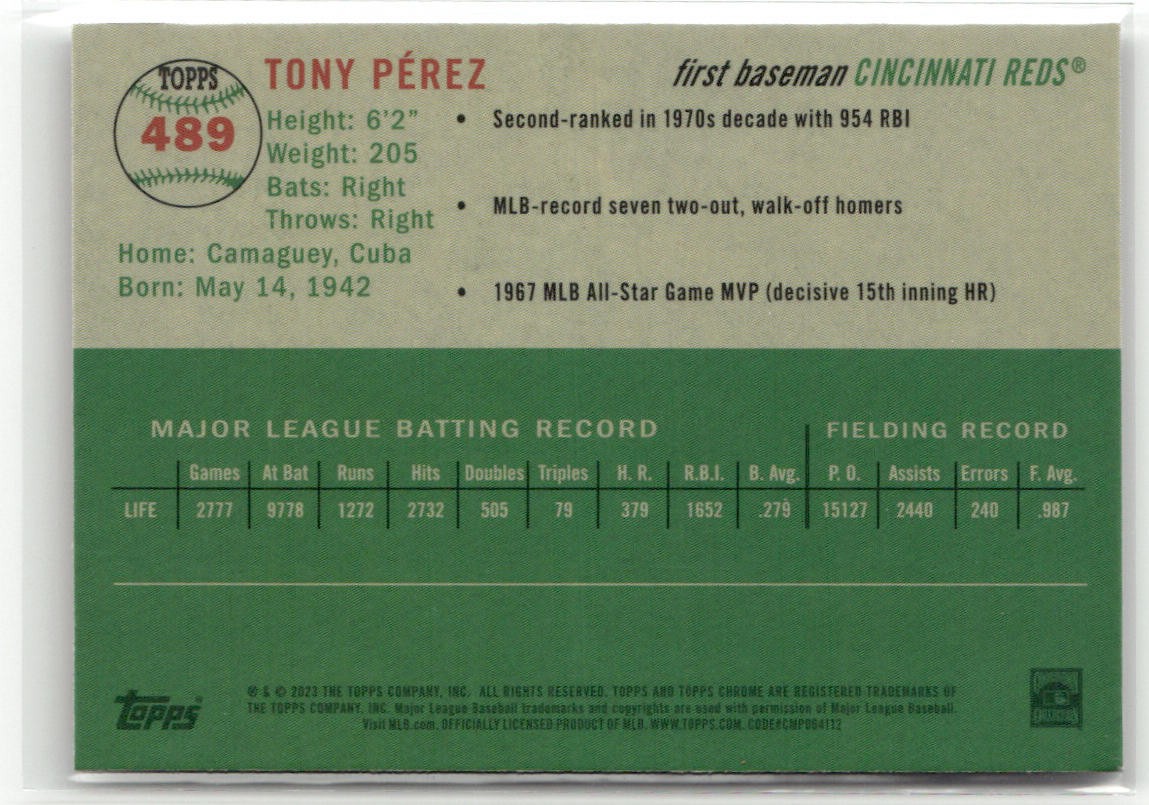 TOPPS
489
TONY PÉREZ
first baseman CINCINNATI REDS®
Height: 6'2"
Weight: 205
Bats: Right
Throws: Right
Home: Camaguey, Cuba
Born: May 14, 1942
• Second-ranked in 1970s decade with 954 RBI
• MLB-record seven two-out, walk-off homers
• 1967 MLB All-Star Game MVP (decisive 15th inning HR)
MAJOR LEAGUE BATTING RECORD FIELDING RECORD
Games At Bat Runs Hits Doubles Triples H. R. R.B.I. B. Avg. P. O. Assists Errors F. Avg.
LIFE 2777 9778 1272 2732 505 79 379 1652 .279 15127 2440 240 .987
Topps
® & © 2023 THE TOPPS COMPANY, INC. ALL RIGHTS RESERVED. TOPPS AND TOPPS CHROME ARE REGISTERED TRADEMARKS OF
THE TOPPS COMPANY, INC. Major League Baseball trademarks and copyrights are used with permission of Major League Baseball.
Visit MLB.com. OFFICIALLY LICENSED PRODUCT OF MLB. WWW.TOPPS.COM. CODE#CMP084112